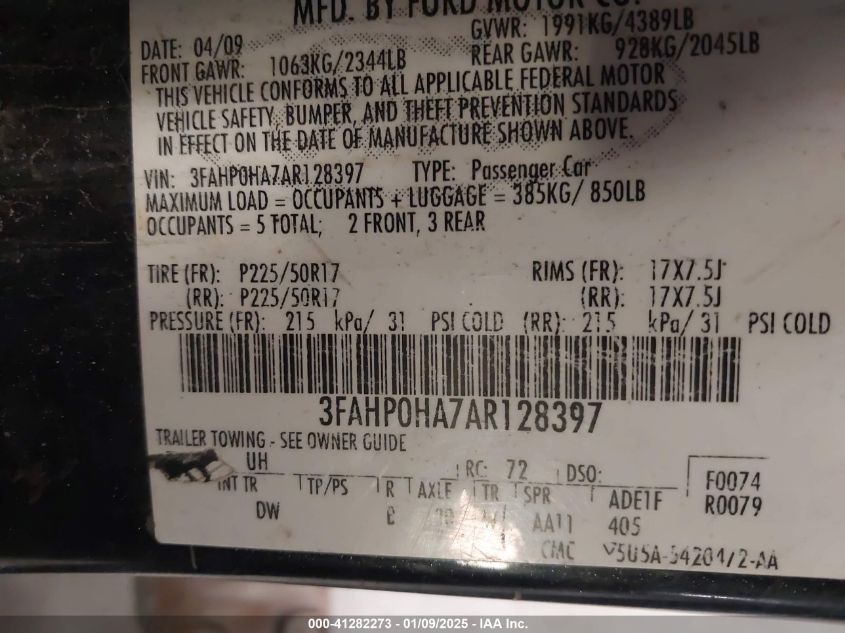 MFD. BY FORD MOTOR CO.
DATE: 04/09 GVWR: 1991KG/4389LB
FRONT GAWR: 1063KG/2344LB REAR GAWR: 928KG/2045LB
THIS VEHICLE CONFORMS TO ALL APPLICABLE FEDERAL MOTOR
VEHICLE SAFETY, BUMPER, AND THEFT PREVENTION STANDARDS
IN EFFECT ON THE DATE OF MANUFACTURE SHOWN ABOVE.
VIN: 3FAHP0HA7AR128397 TYPE: Passenger Car
MAXIMUM LOAD = OCCUPANTS + LUGGAGE = 385KG/ 850LB
OCCUPANTS = 5 TOTAL; 2 FRONT, 3 REAR
TIRE (FR): P225/50R17 RIMS (FR): 17X7.5J
(RR): P225/50R17 (RR): 17X7.5J
PRESSURE (FR): 215 kPa/ 31 PSI COLD (RR): 215 kPa/ 31 PSI COLD
3FAHP0HA7AR128397
TRAILER TOWING - SEE OWNER GUIDE
UH RC: 72 DSO: F0074
INT TR TP/PS R AXLE TR SPR ADE1F R0079
DW AA11 405
CMC
3000-41282273 - 01/09/2025 - IAA Inc.